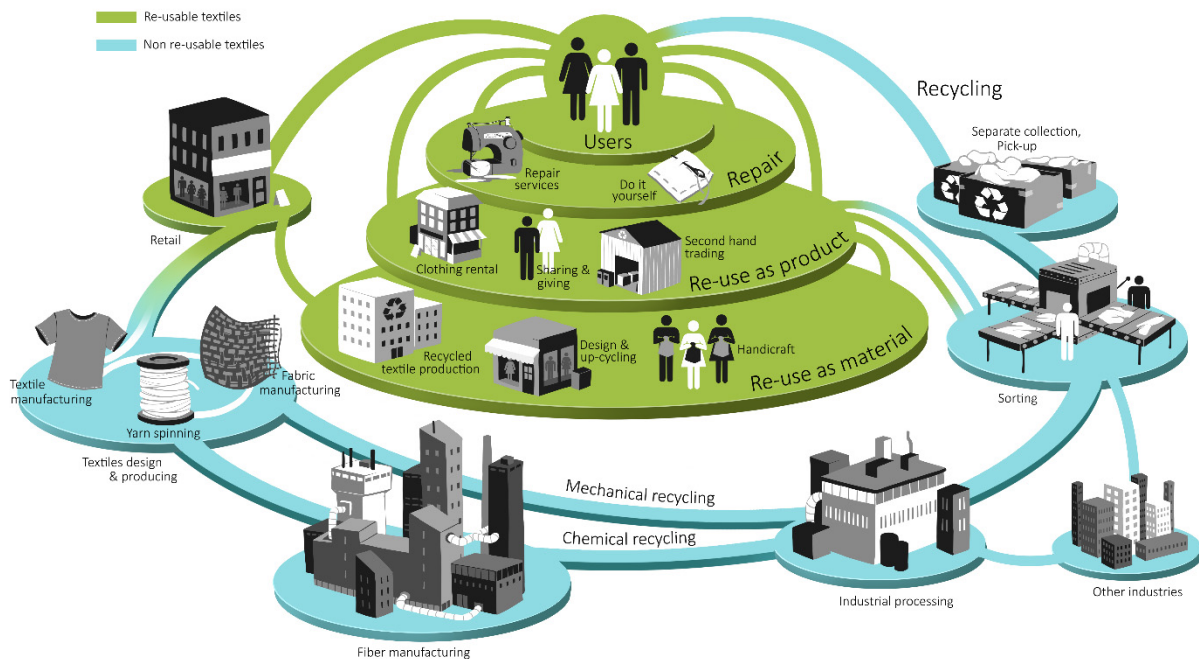 Re-usable textiles
Non re-usable textiles
Users
Recycling
Separate collection,
Pick-up
Repair
services
Do it
yourself
Repair
Retail
Clothing rental
Sharing &
giving
Second hand
trading
Re-use as product
Recycled
textile production
Design &
up-cycling
Handicraft
Re-use as material
Sorting
Textile
manufacturing
Fabric
manufacturing
Yarn spinning
Textiles design
& producing
Mechanical recycling
Chemical recycling
Fiber manufacturing
Industrial processing
Other industries